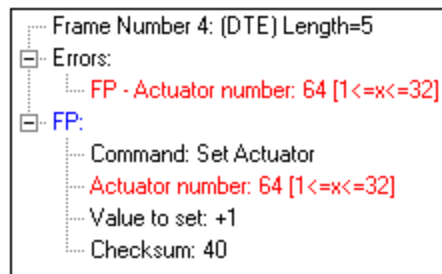 Frame Number 4: (DTE) Length=5
Errors:
FP - Actuator number: 64 [1<=x<=32]
FP:
Command: Set Actuator
Actuator number: 64 [1<=x<=32]
Value to set: +1
Checksum: 40